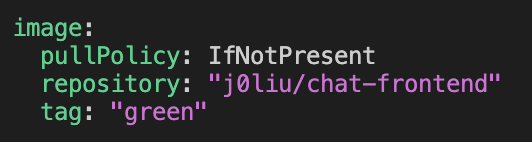 image:
  pullPolicy: IfNotPresent
  repository: "j0liu/chat-frontend"
  tag: "green"